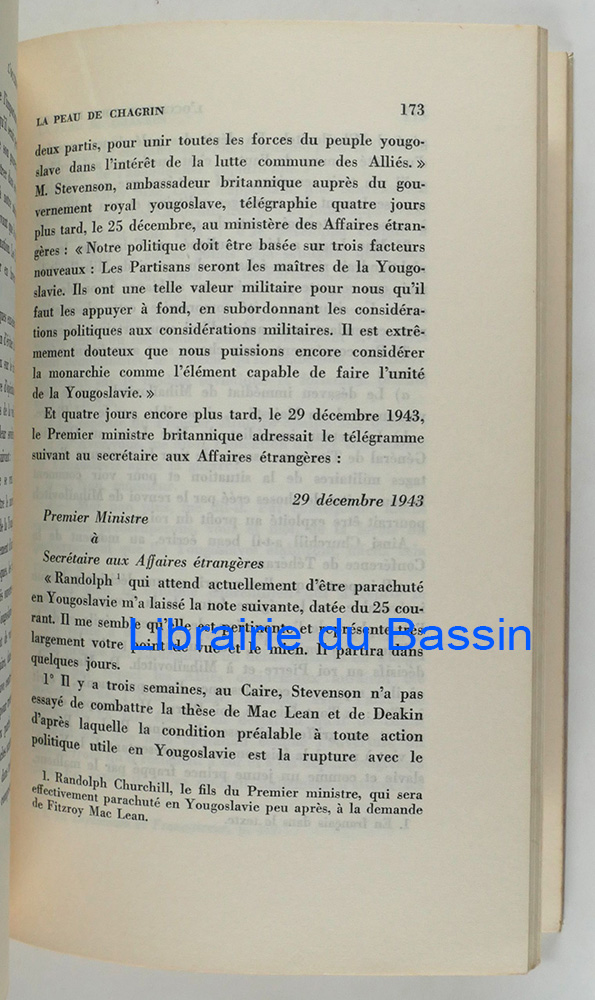 LA PEAU DE CHAGRIN 173
deux partis, pour unir toutes les forces du peuple yougo-
slave dans l'intérêt de la lutte commune des Alliés. »
M. Stevenson, ambassadeur britannique auprès du gou-
vernement royal yougoslave, télégraphie quatre jours
plus tard, le 25 décembre, au ministère des Affaires étran-
gères : « Notre politique doit être basée sur trois facteurs
nouveaux : Les Partisans seront les maîtres de la Yougo-
slavie. Ils ont une telle valeur militaire pour nous qu'il
faut les appuyer à fond, en subordonnant les considéra-
tions politiques aux considérations militaires. Il est extrê-
mement douteux que nous puissions encore considérer
la monarchie comme l'élément capable de faire l'unité
de la Yougoslavie. »
Et quatre jours encore plus tard, le 29 décembre 1943,
le Premier ministre britannique adressait le télégramme
suivant au secrétaire aux Affaires étrangères :
29 décembre 1943
Premier Ministre
à
Secrétaire aux Affaires étrangères
« Randolph 1 qui attend actuellement d'être parachuté
en Yougoslavie m'a laissé la note suivante, datée du 25 cou-
rant. Il me semble qu'elle est pertinente et représente très
largement votre point de vue et le mien. Il partira dans
quelques jours.
Librairie du Bassin
1° Il y a trois semaines, au Caire, Stevenson n'a pas
essayé de combattre la thèse de Mac Lean et de Deakin
d'après laquelle la condition préalable à toute action
politique utile en Yougoslavie est la rupture avec le
1. Randolph Churchill, le fils du Premier ministre, qui sera
effectivement parachuté en Yougoslavie peu après, à la demande
de Fitzroy Mac Lean.